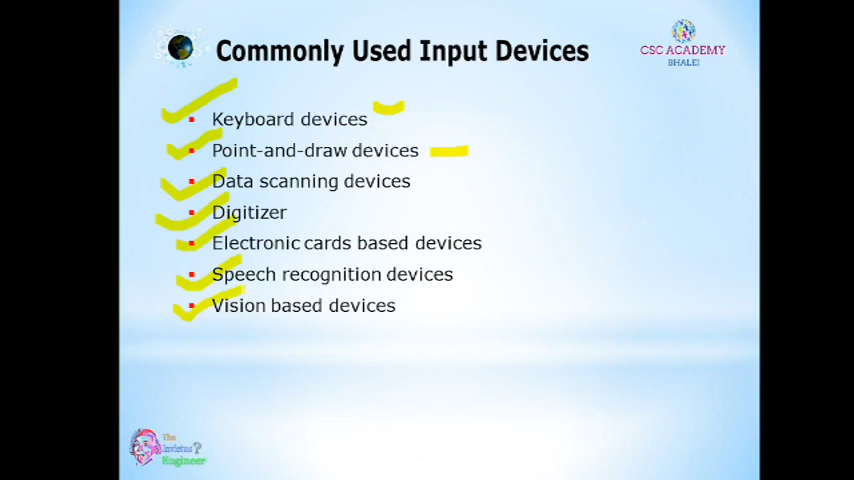 Commonly Used Input Devices
CSC ACADEMY
BHALEI
Keyboard devices
Point-and-draw devices
Data scanning devices
Digitizer
Electronic cards based devices
Speech recognition devices
Vision based devices
The
Engineer